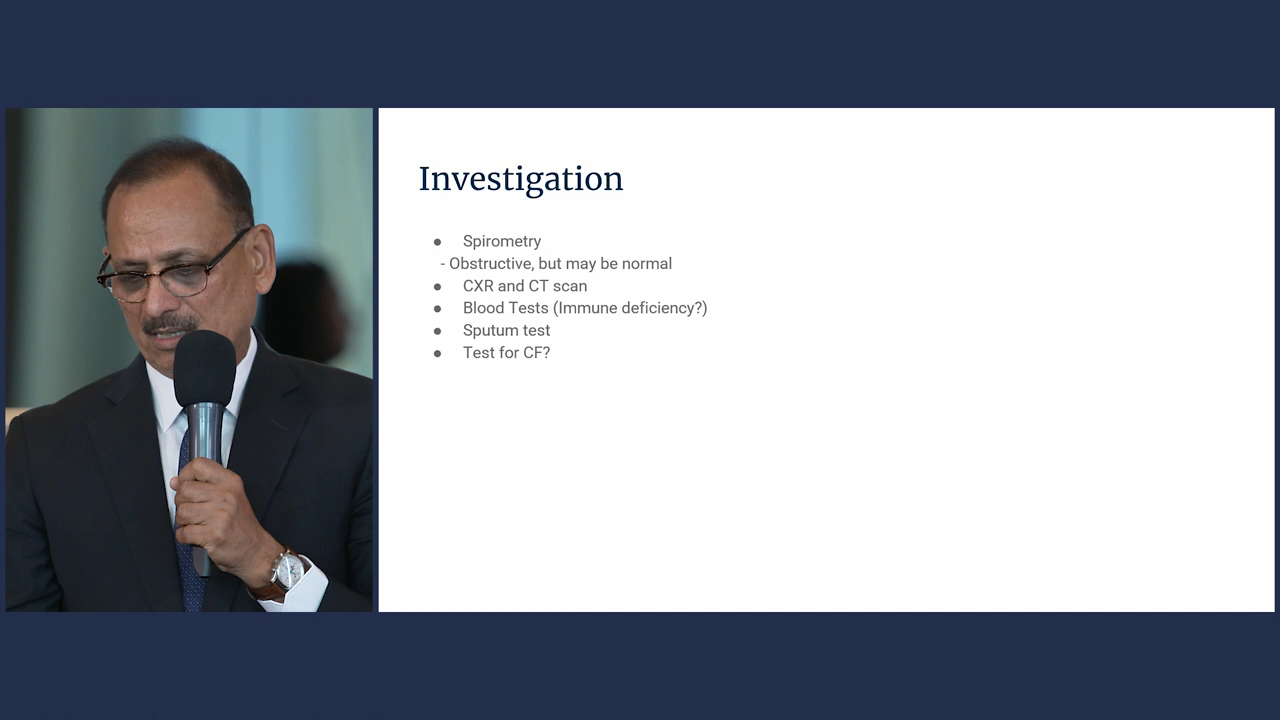 Investigation
● Spirometry
- Obstructive, but may be normal
● CXR and CT scan
● Blood Tests (Immune deficiency?)
● Sputum test
● Test for CF?